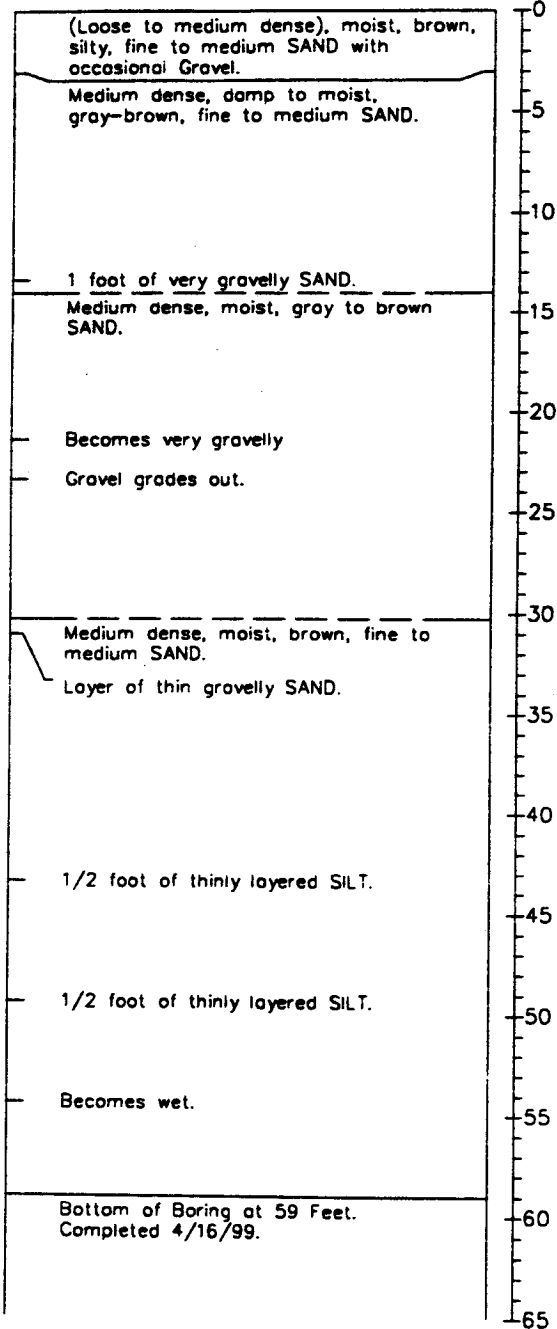 0
(Loose to medium dense), moist, brown,
silty, fine to medium SAND with
occasional Gravel.
Medium dense, damp to moist,
gray-brown, fine to medium SAND.
5
10
1 foot of very gravelly SAND.
Medium dense, moist, gray to brown
SAND.
15
20
Becomes very gravelly
Gravel grades out.
25
30
Medium dense, moist, brown, fine to
medium SAND.
Layer of thin gravelly SAND.
35
40
1/2 foot of thinly layered SILT.
45
1/2 foot of thinly layered SILT.
50
Becomes wet.
55
Bottom of Boring at 59 Feet.
Completed 4/16/99.
60
65